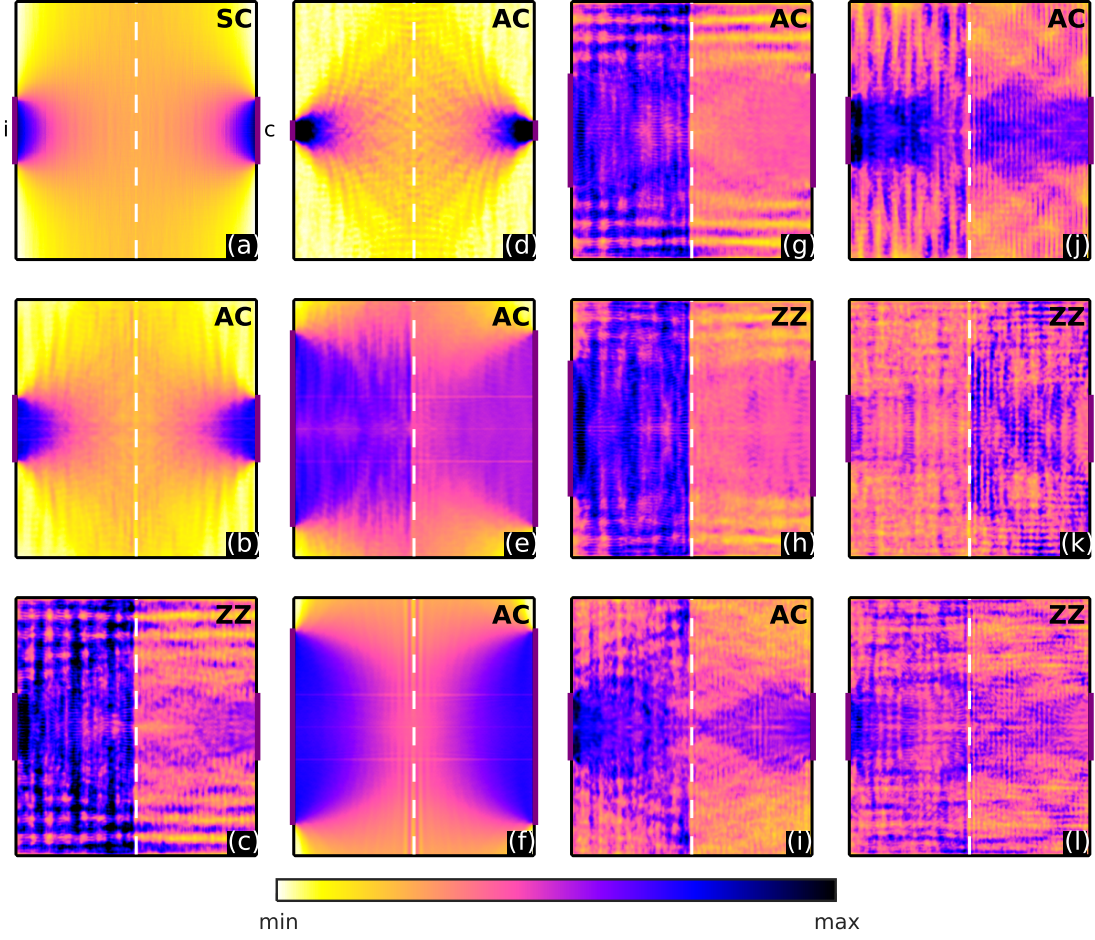 SC
AC
AC
AC
i
c
(a)
(d)
(g)
(j)
AC
AC
ZZ
ZZ
(b)
(e)
(h)
(k)
ZZ
AC
AC
ZZ
(c)
(f)
(i)
(l)
min
max